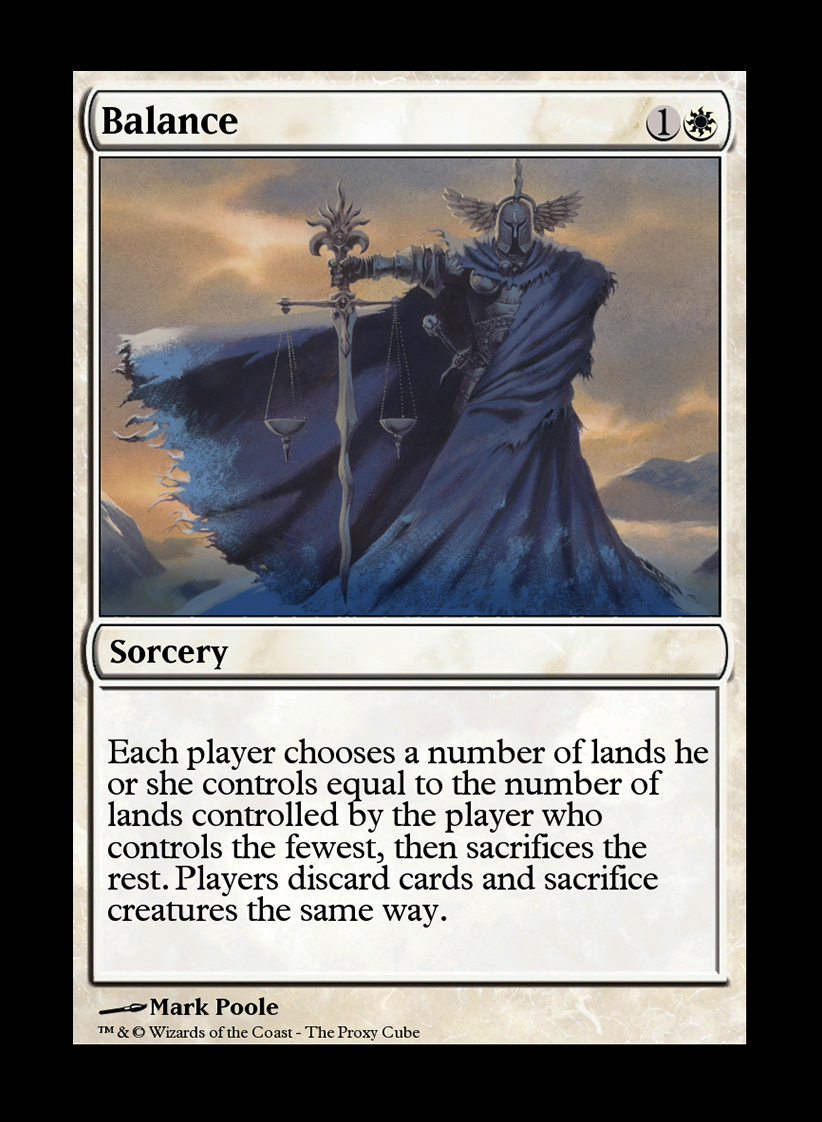 Balance 1
Sorcery
Each player chooses a number of lands he
or she controls equal to the number of
lands controlled by the player who
controls the fewest, then sacrifices the
rest. Players discard cards and sacrifice
creatures the same way.
Mark Poole
™ & © Wizards of the Coast - The Proxy Cube